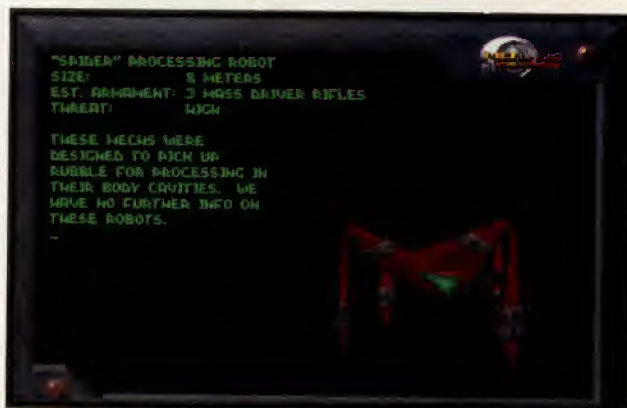 "SPIDER" PROCESSING ROBOT
SIZE: 8 METERS
EST. ARMAMENT: 2 MASS DRIVER RIFLES
THREAT: HIGH
THESE MECHS WERE
DESIGNED TO PICK UP
RUBBLE FOR PROCESSING IN
THEIR BODY CAVITIES. WE
HAVE NO FURTHER INFO ON
THESE ROBOTS.